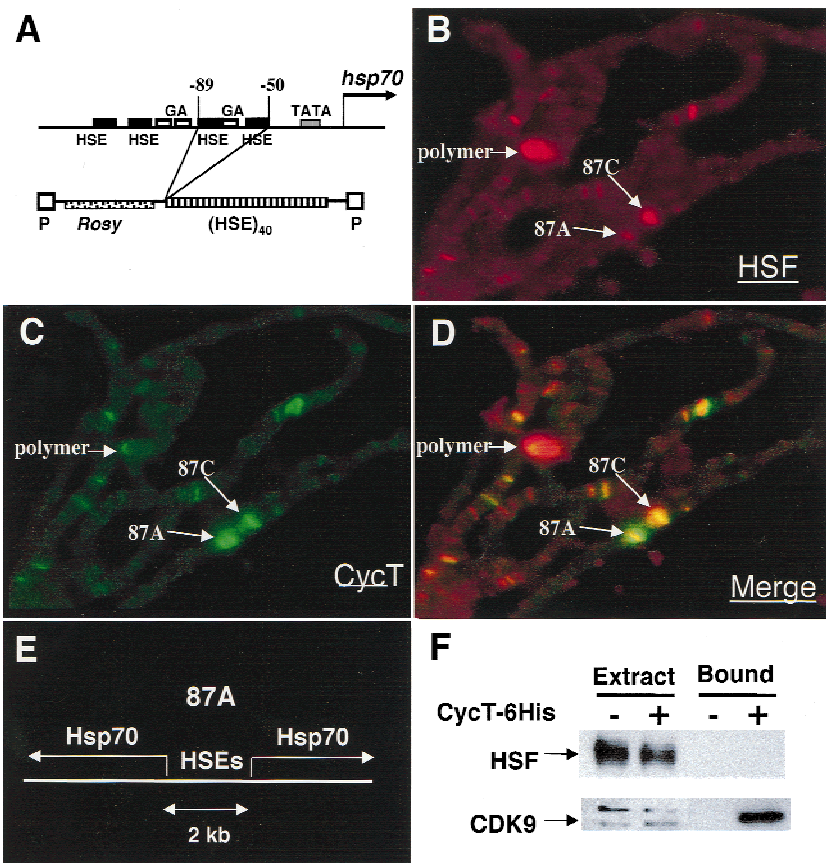 A
-89
-50
hsp70
GA
GA
TATA
HSE
HSE
HSE
HSE
P
Rosy
(HSE)40
P
B
polymer
87C
87A
HSF
C
polymer
87C
87A
CycT
D
polymer
87C
87A
Merge
E
87A
Hsp70
HSEs
Hsp70
2 kb
F
Extract
Bound
CycT-6His
-
+
-
+
HSF
CDK9